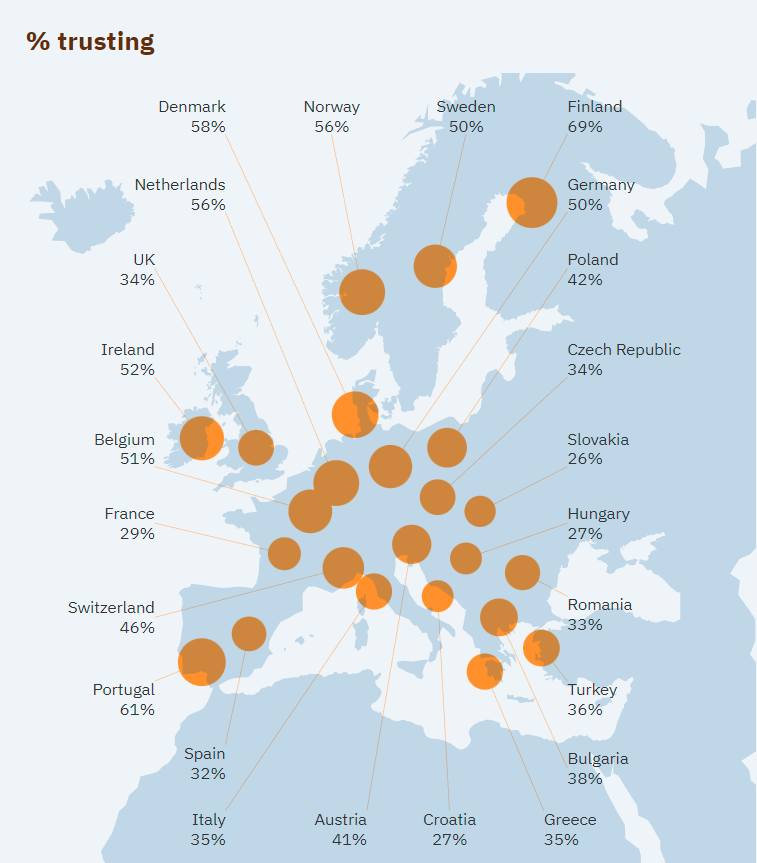 % trusting
Denmark
58%
Norway
56%
Sweden
50%
Finland
69%
Netherlands
56%
Germany
50%
UK
34%
Poland
42%
Ireland
52%
Czech Republic
34%
Belgium
51%
Slovakia
26%
France
29%
Hungary
27%
Switzerland
46%
Romania
33%
Portugal
61%
Turkey
36%
Spain
32%
Bulgaria
38%
Italy
35%
Austria
41%
Croatia
27%
Greece
35%